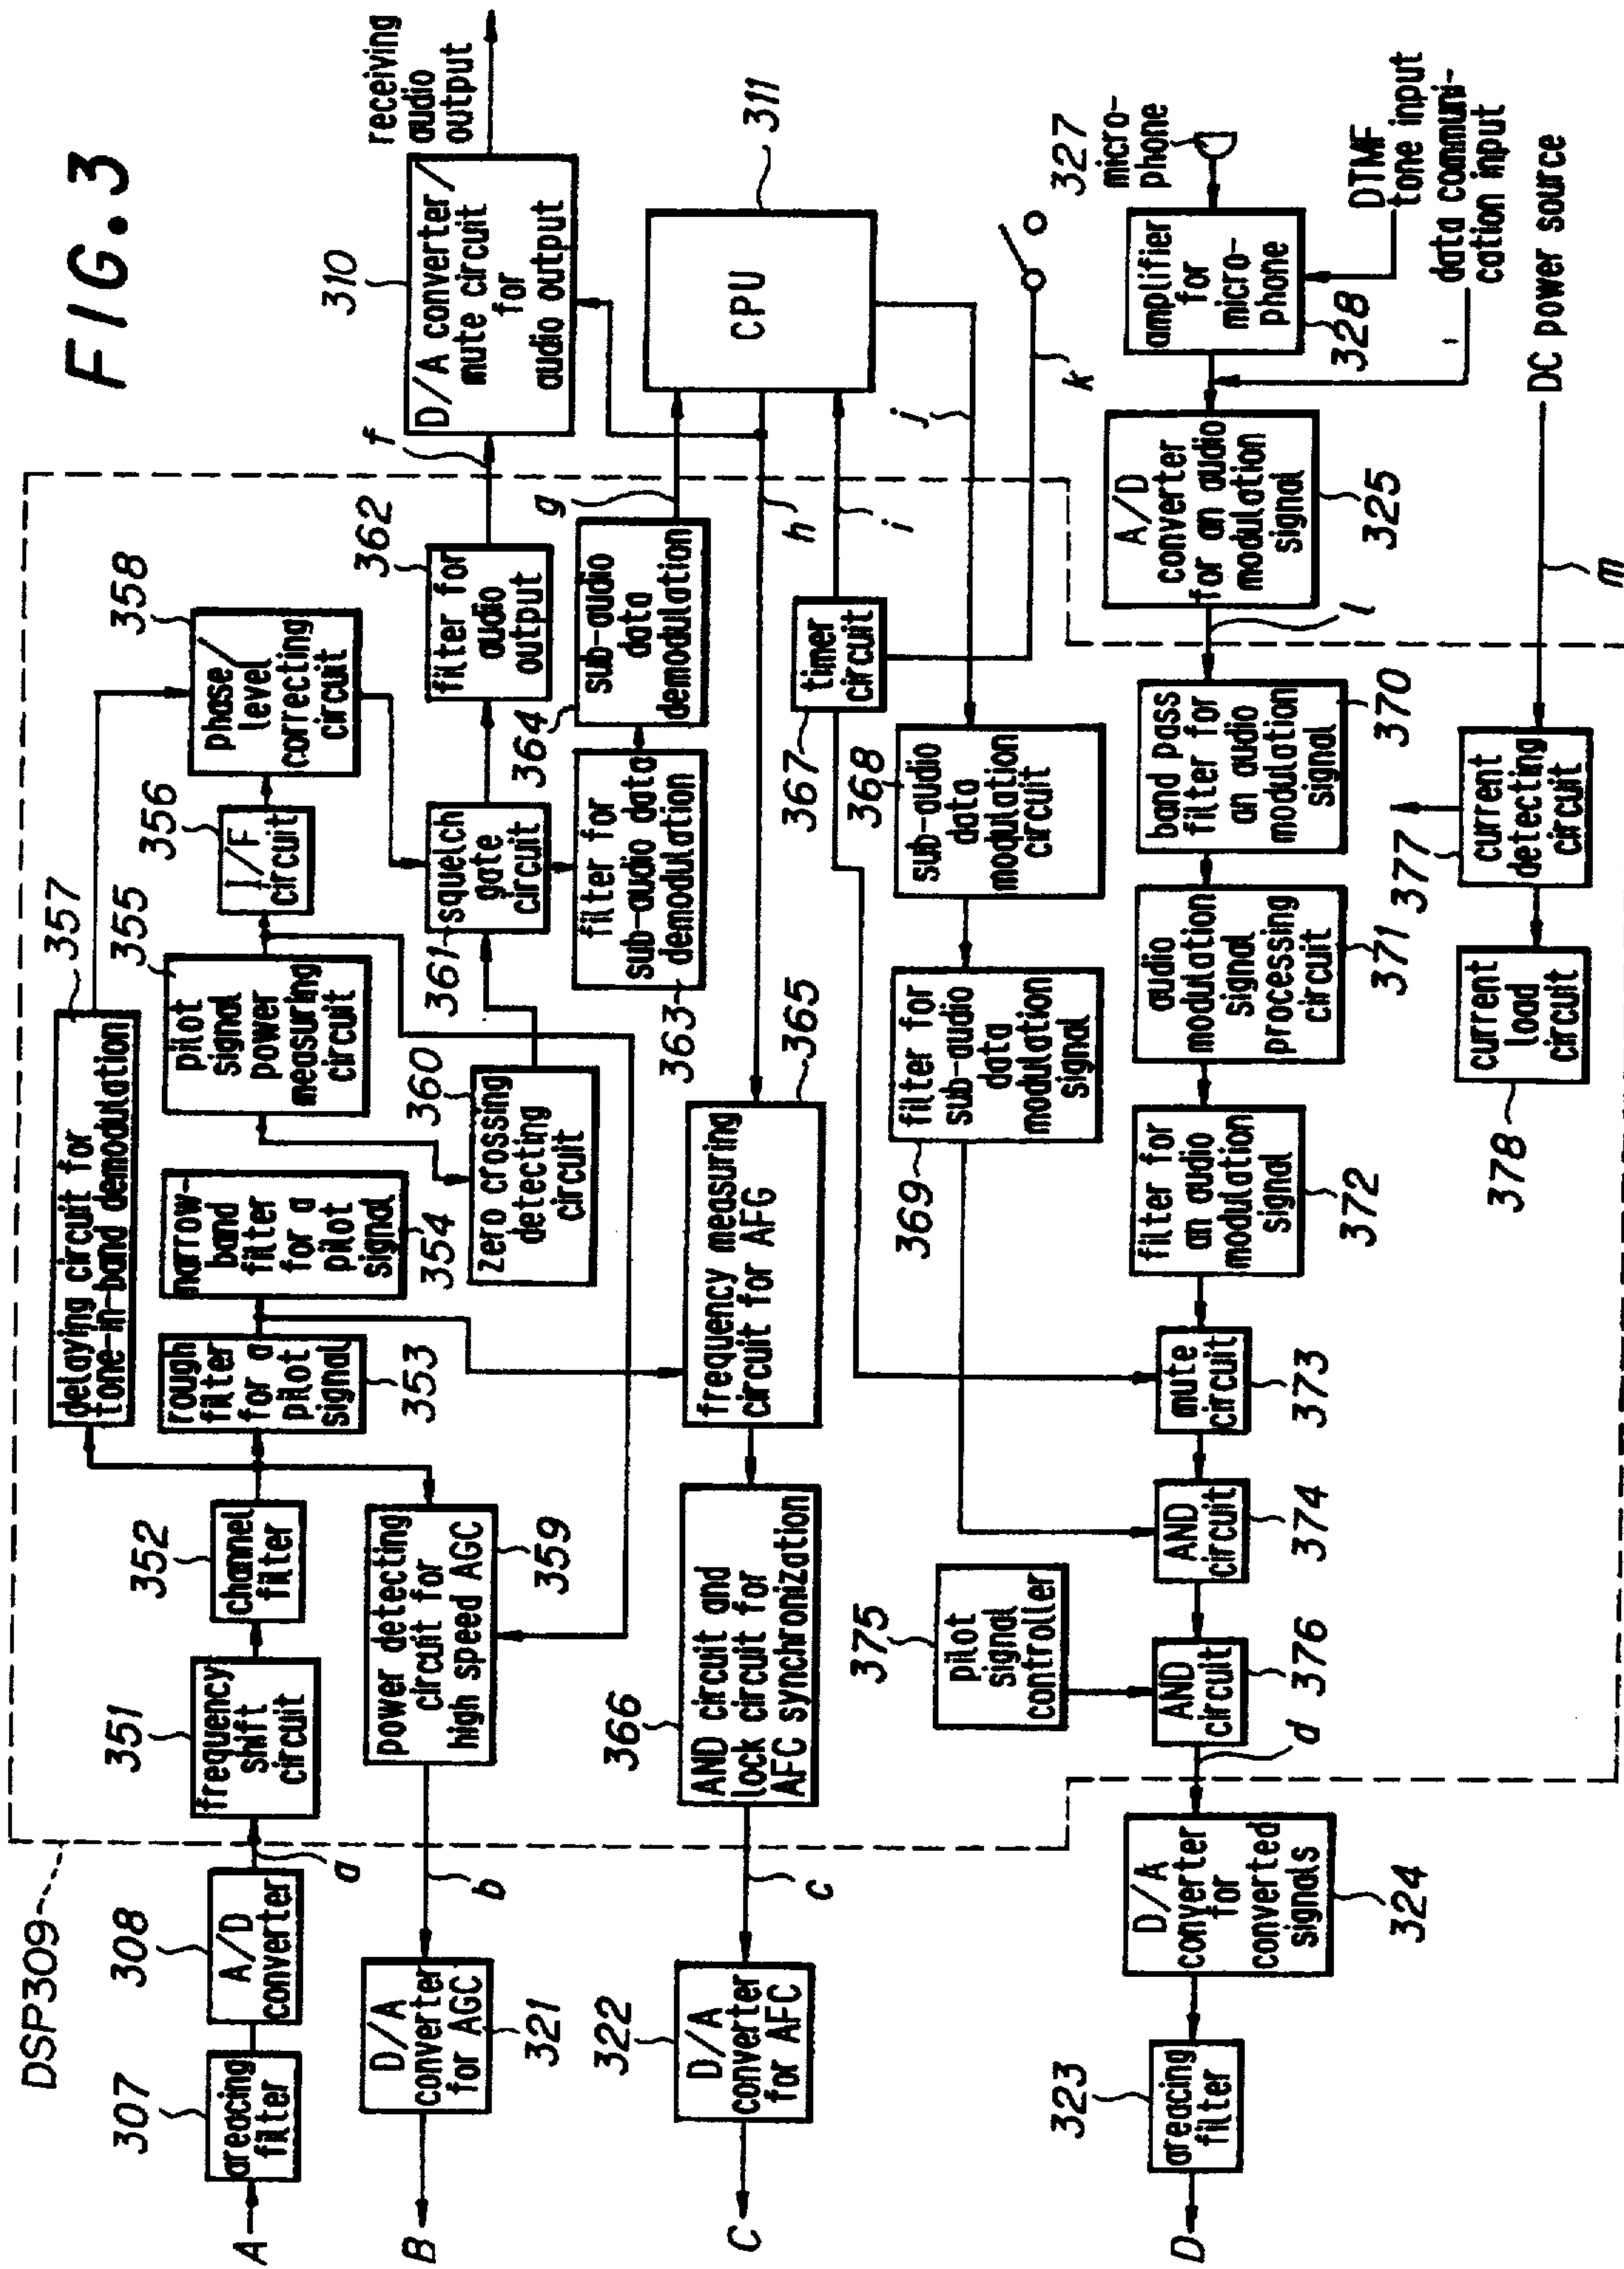 FIG. 3
DSP309
A
307
areacing
filter
308
A/D
converter
a
351
frequency
shift
circuit
352
channel
filter
357
delaying circuit for
tone-in-band demodulation
rough
filter
for a
pilot
signal
353
narrow-
band
filter
for a
pilot
signal
354
355
pilot
signal
power
measuring
circuit
356
I/F
circuit
358
phase/
level
correcting
circuit
B
D/A
converter
for AGC
321
b
power detecting
circuit for
high speed AGC
359
360
zero crossing
detecting
circuit
361
squelch
gate
circuit
362
filter for
audio
output
f
310
D/A converter/
mute circuit
for
audio output
receiving
audio
output
363
filter for
sub-audio data
demodulation
364
sub-audio
data
demodulation
g
h
i
j
k
CPU
311
C
322
D/A
converter
for AFC
c
366
AND circuit and
lock circuit for
AFC synchronization
frequency measuring
circuit for AFG
365
367
timer
circuit
368
sub-audio
data
modulation
circuit
369
filter for
sub-audio
data
modulation
signal
375
pilot
signal
controller
D
323
areacing
filter
D/A
converter
for
converted
signals
324
d
AND
circuit
376
AND
circuit
374
mute
circuit
373
filter for
an audio
modulation
signal
372
audio
modulation
signal
processing
circuit
371
band pass
filter for
an audio
modulation
signal
370
l
A/D
converter
for an audio
modulation
signal
325
amplifier
for
micro-
phone
328
327
micro-
phone
DTMF
tone input
data communi-
cation input
378
current
load
circuit
377
current
detecting
circuit
m
DC power source